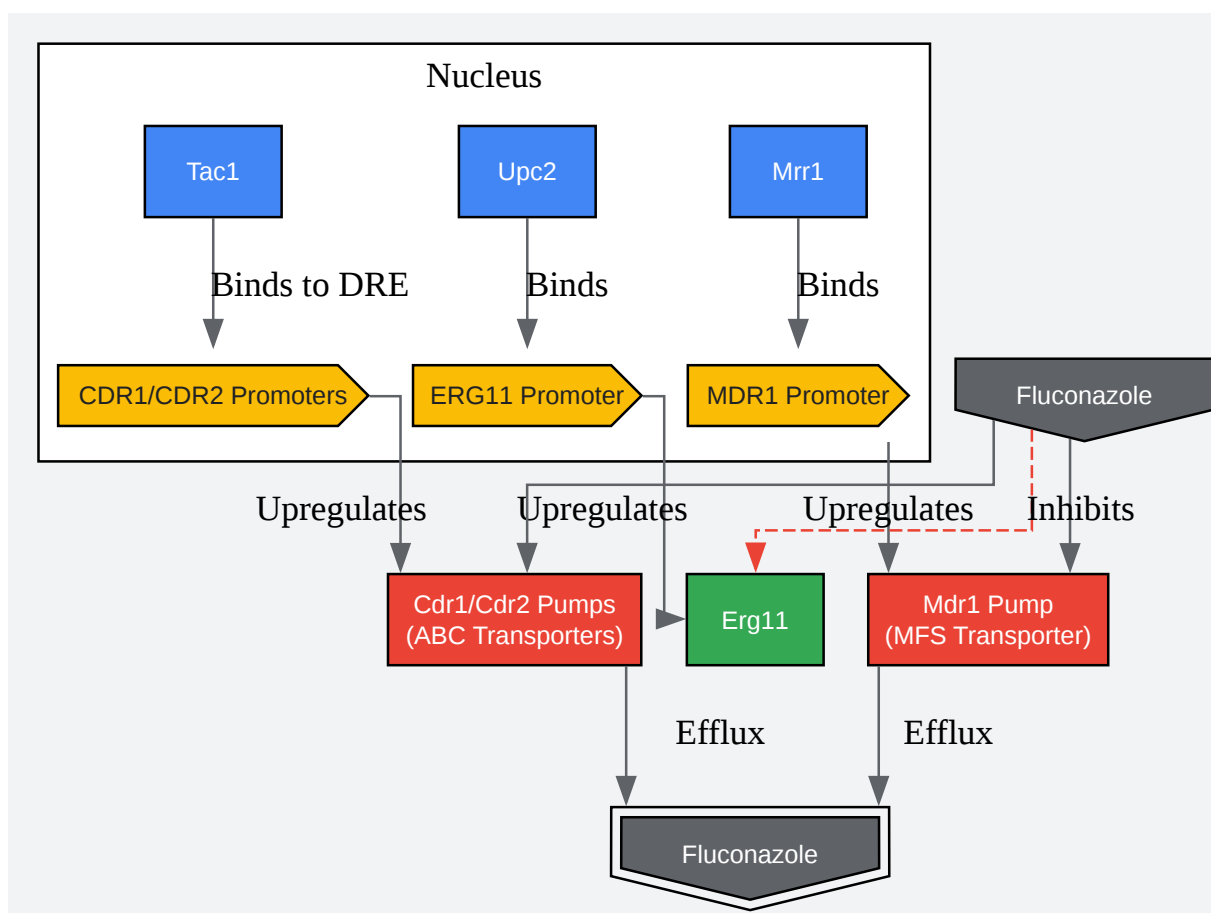 Nucleus
Tac1
Upc2
Mrr1
Binds to DRE
Binds
Binds
CDR1/CDR2 Promoters
ERG11 Promoter
MDR1 Promoter
Fluconazole
Upregulates
Upregulates
Upregulates
Inhibits
Cdr1/Cdr2 Pumps
(ABC Transporters)
Erg11
Mdr1 Pump
(MFS Transporter)
Efflux
Efflux
Fluconazole